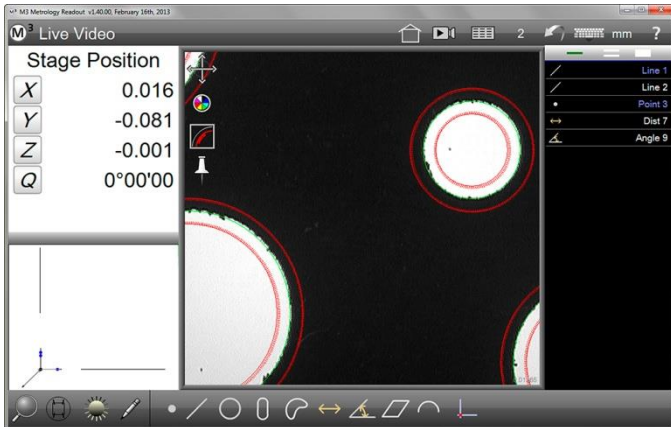 M³ M3 Metrology Readout v1.40.00, February 16th, 2013
M³ Live Video
2
mm
?
Stage Position
X 0.016
Y -0.081
Z -0.001
Q 0°00'00
Line 1
Line 2
Point 3
Dist 7
Angle 9